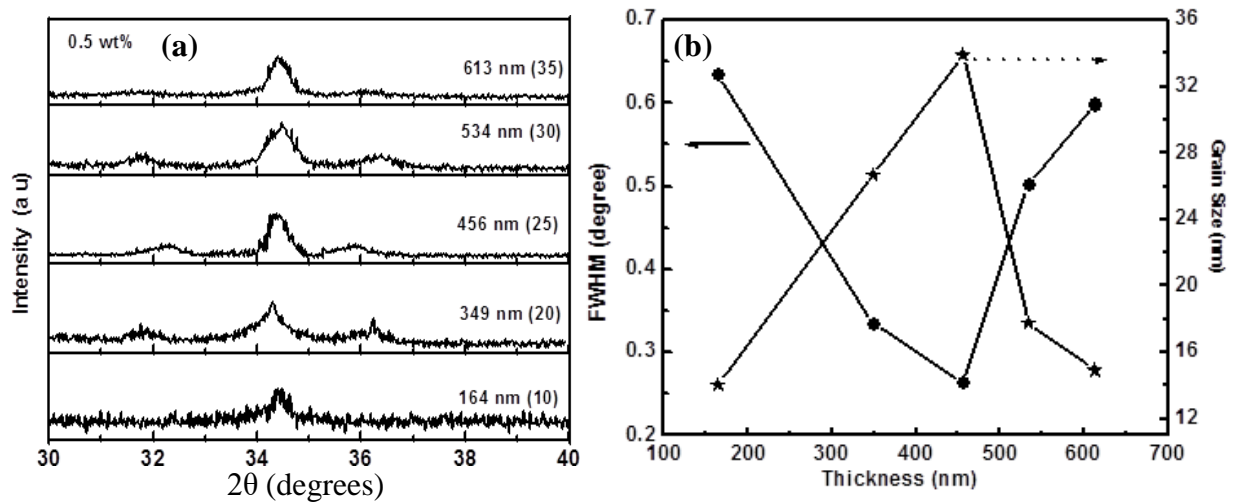 0.5 wt%
(a)
613 nm (35)
534 nm (30)
456 nm (25)
349 nm (20)
164 nm (10)
Intensity (a u)
30 32 34 36 38 40
2θ (degrees)
(b)
0.7
0.6
0.5
0.4
0.3
0.2
FWHM (degree)
36
32
28
24
20
16
12
Grain Size (nm)
100 200 300 400 500 600 700
Thickness (nm)